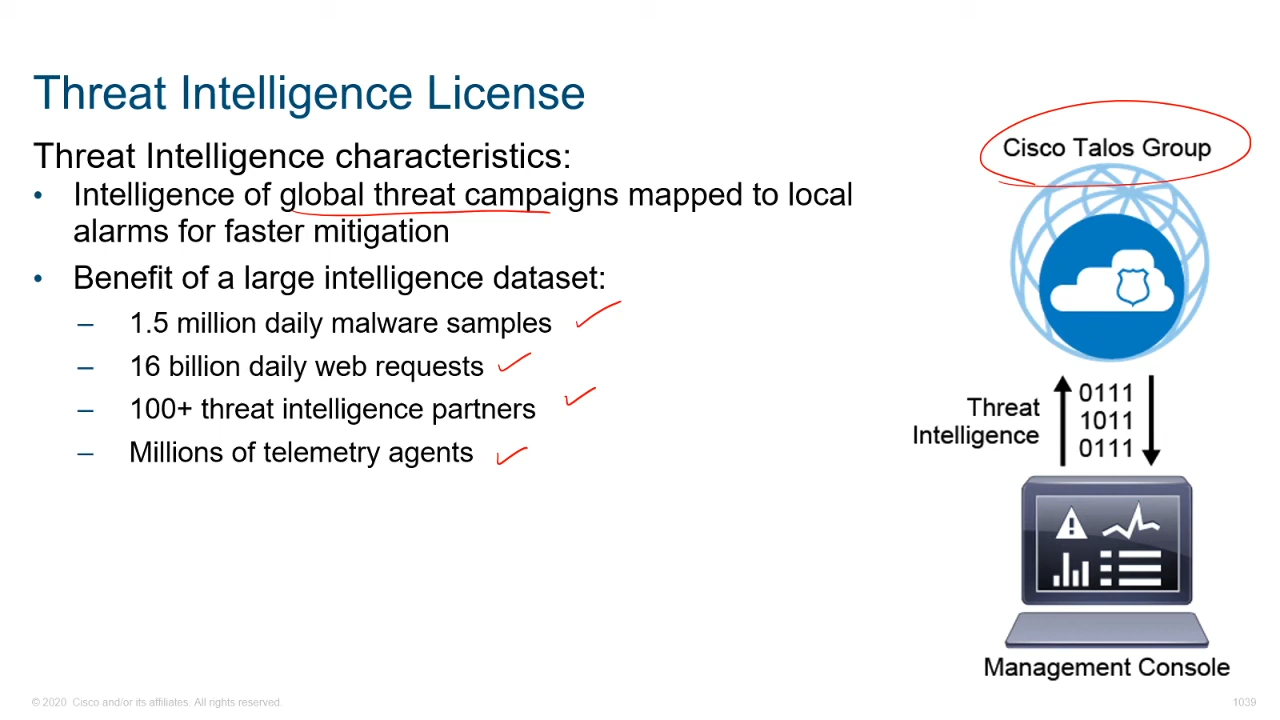 Threat Intelligence License
Threat Intelligence characteristics:
• Intelligence of global threat campaigns mapped to local
alarms for faster mitigation
• Benefit of a large intelligence dataset:
– 1.5 million daily malware samples
– 16 billion daily web requests
– 100+ threat intelligence partners
– Millions of telemetry agents
Cisco Talos Group
Threat
Intelligence
0111
1011
0111
Management Console
© 2020 Cisco and/or its affiliates. All rights reserved.
1039